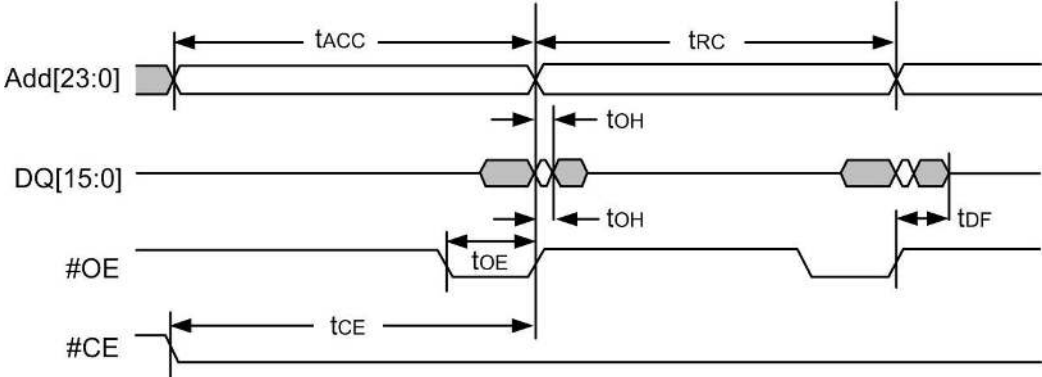 tACC
tRC
Add[23:0]
tOH
DQ[15:0]
tOH
tDF
tOE
#OE
tCE
#CE